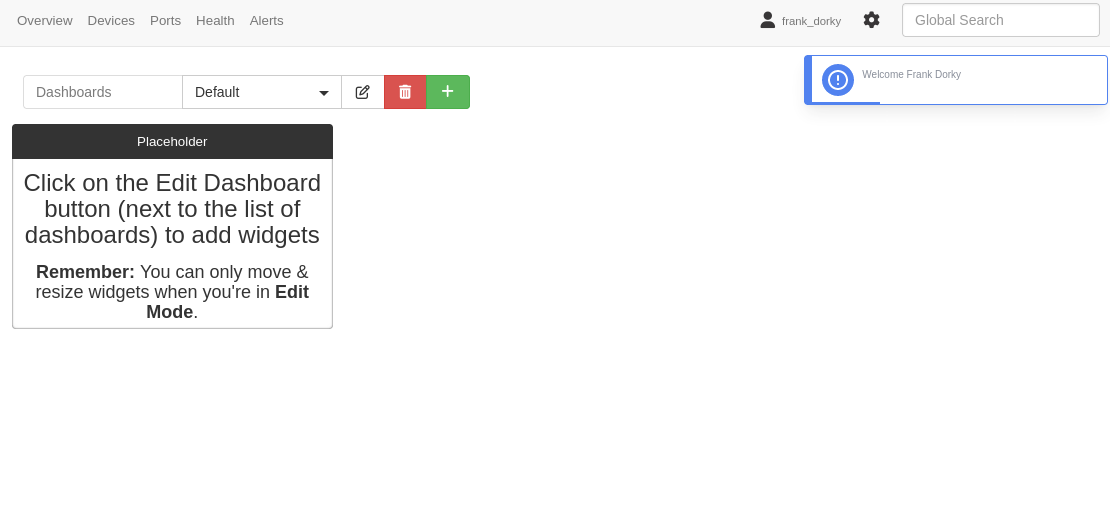 Overview Devices Ports Health Alerts frank_dorky Global Search
Welcome Frank Dorky
Dashboards Default
Placeholder
Click on the Edit Dashboard
button (next to the list of
dashboards) to add widgets
Remember: You can only move &
resize widgets when you're in Edit
Mode.